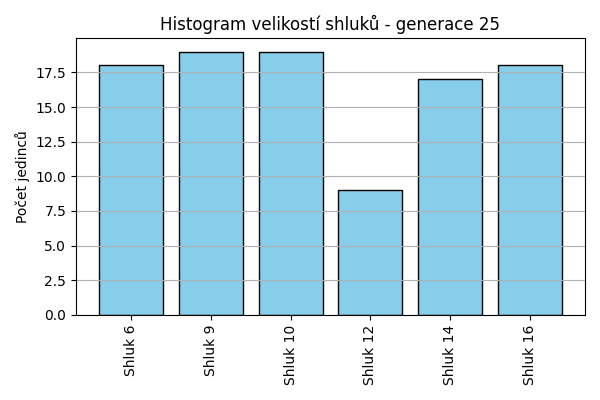 Histogram velikostí shluků - generace 25
Počet jedinců
17.5
15.0
12.5
10.0
7.5
5.0
2.5
0.0
Shluk 6
Shluk 9
Shluk 10
Shluk 12
Shluk 14
Shluk 16